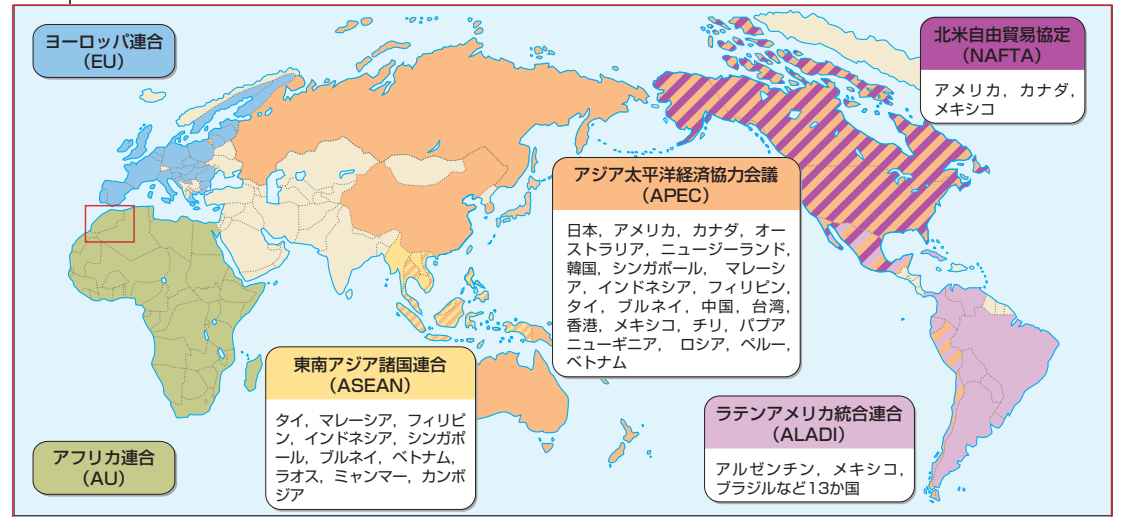 ヨーロッパ連合
（EU）
北米自由貿易協定
（NAFTA）
アメリカ，カナダ，
メキシコ
アジア太平洋経済協力会議
（APEC）
日本，アメリカ，カナダ，オー
ストラリア，ニュージーランド，
韓国，シンガポール，マレーシ
ア，インドネシア，フィリピン，
タイ，ブルネイ，中国，台湾，
香港，メキシコ，チリ，パプア
ニューギニア，ロシア，ペルー，
ベトナム
東南アジア諸国連合
（ASEAN）
タイ，マレーシア，フィリピ
ン，インドネシア，シンガポ
ール，ブルネイ，ベトナム，
ラオス，ミャンマー，カンボ
ジア
ラテンアメリカ統合連合
（ALADI）
アルゼンチン，メキシコ，
ブラジルなど13か国
アフリカ連合
（AU）